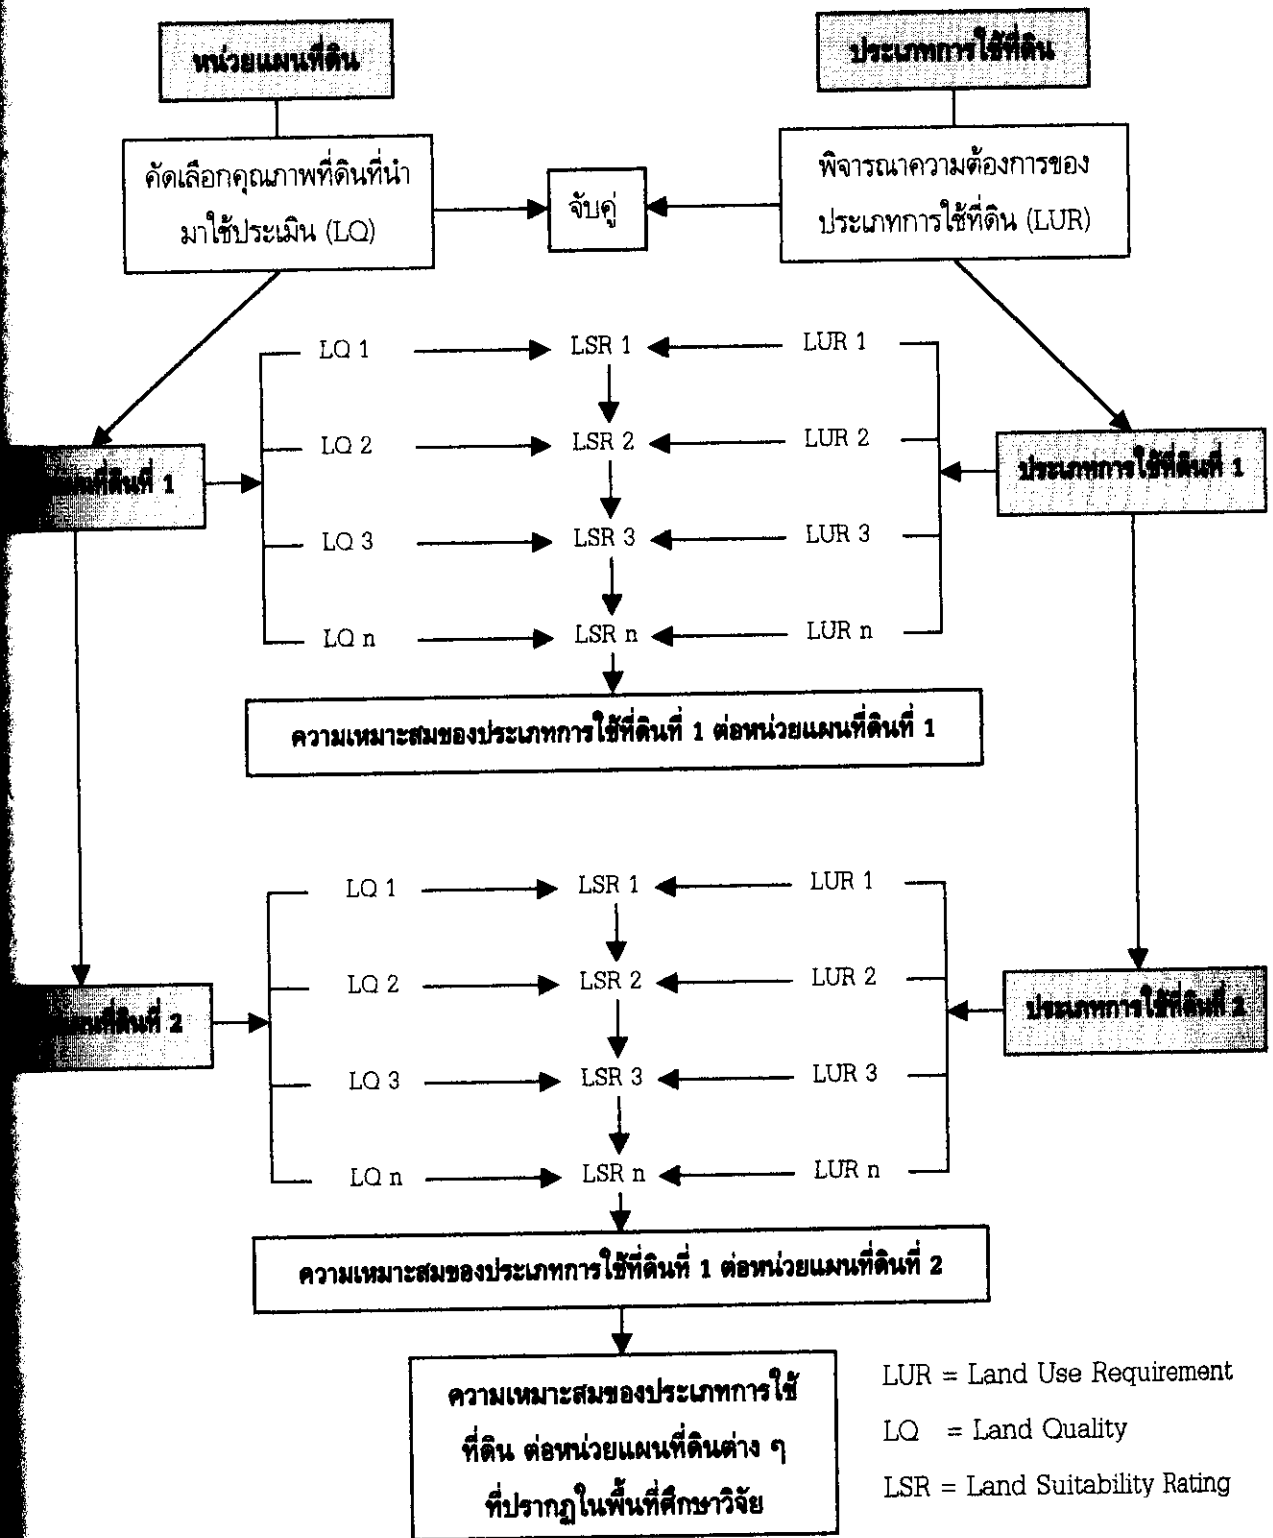 หน่วยแผนที่ดิน
ประเภทการใช้ที่ดิน
คัดเลือกคุณภาพที่ดินที่นำ
มาใช้ประเมิน (LQ)
จับคู่
พิจารณาความต้องการของ
ประเภทการใช้ที่ดิน (LUR)
LQ 1 LSR 1 LUR 1
LQ 2 LSR 2 LUR 2
ที่ดินที่ 1
ประเภทการใช้ที่ดินที่ 1
LQ 3 LSR 3 LUR 3
LQ n LSR n LUR n
ความเหมาะสมของประเภทการใช้ที่ดินที่ 1 ต่อหน่วยแผนที่ดินที่ 1
LQ 1 LSR 1 LUR 1
LQ 2 LSR 2 LUR 2
ที่ดินที่ 2
ประเภทการใช้ที่ดินที่ 2
LQ 3 LSR 3 LUR 3
LQ n LSR n LUR n
ความเหมาะสมของประเภทการใช้ที่ดินที่ 1 ต่อหน่วยแผนที่ดินที่ 2
ความเหมาะสมของประเภทการใช้
ที่ดิน ต่อหน่วยแผนที่ดินต่าง ๆ
ที่ปรากฏในพื้นที่ศึกษาวิจัย
LUR = Land Use Requirement
LQ = Land Quality
LSR = Land Suitability Rating